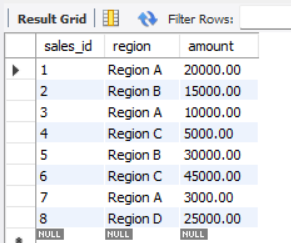 Result Grid Filter Rows:
sales_id region amount
1 Region A 20000.00
2 Region B 15000.00
3 Region A 10000.00
4 Region C 5000.00
5 Region B 30000.00
6 Region C 45000.00
7 Region A 3000.00
8 Region D 25000.00
NULL NULL NULL